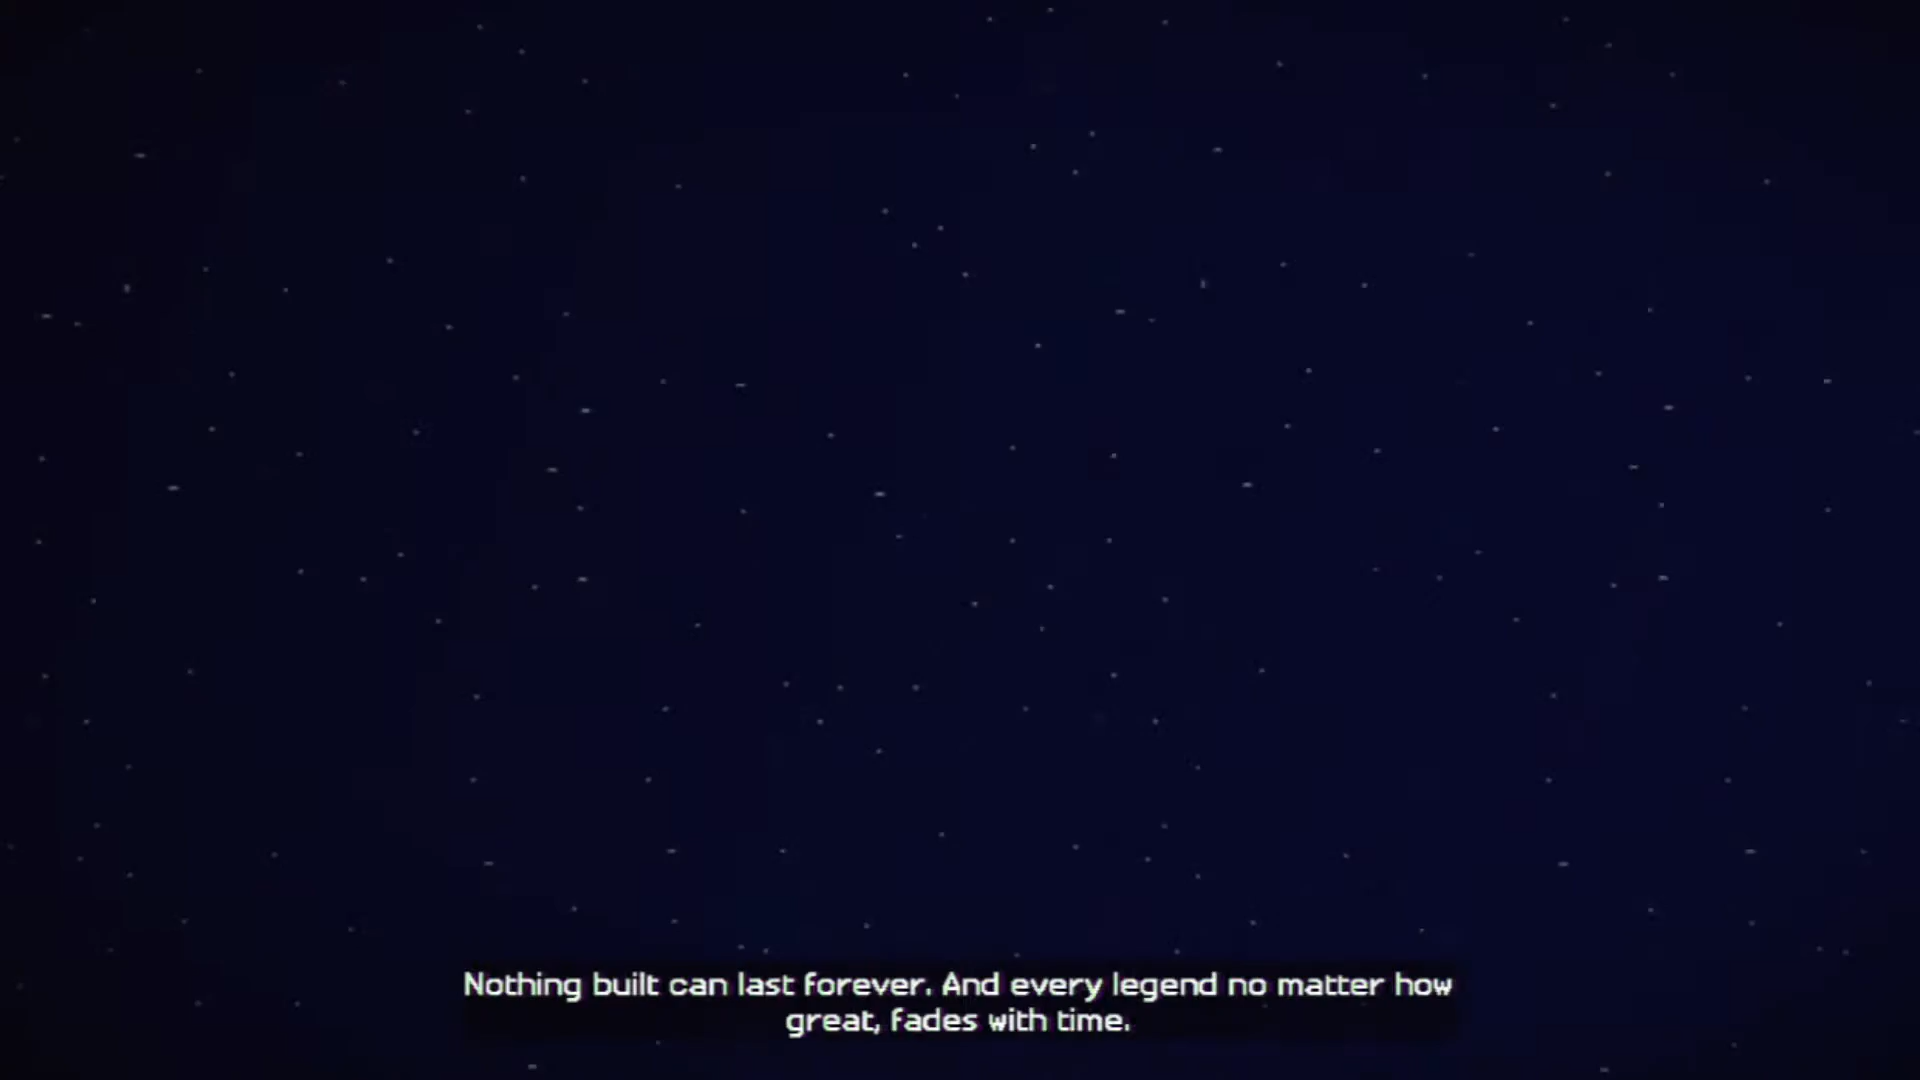 Nothing built can last forever. And every legend no matter how
great, fades with time.